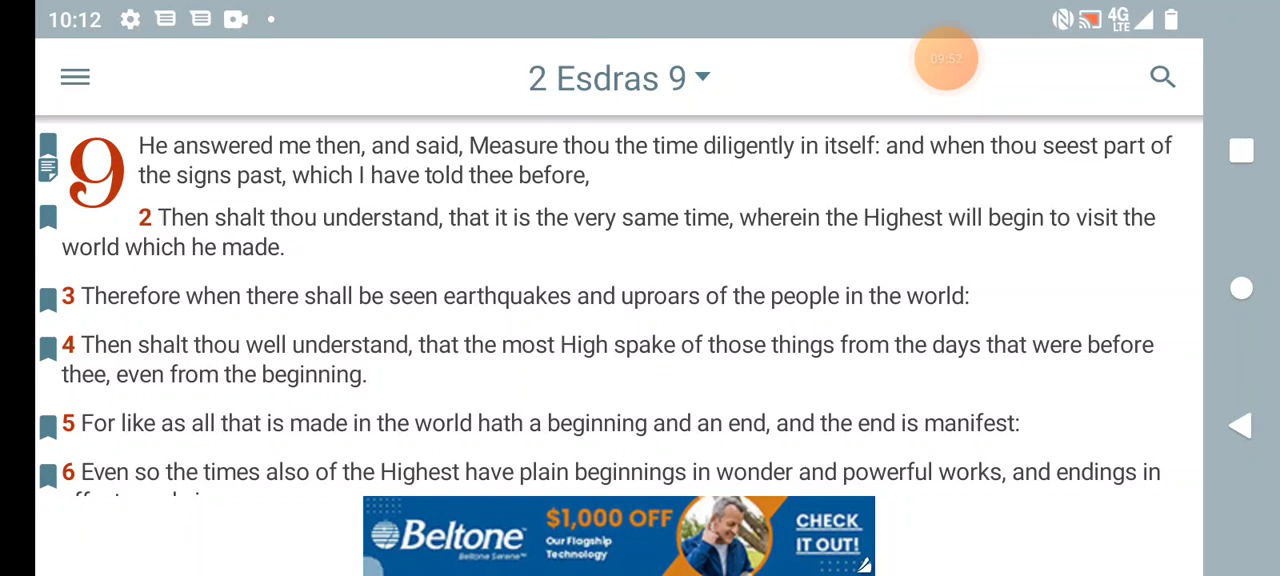 10:12
4G
LTE
2 Esdras 9
09:52
9 He answered me then, and said, Measure thou the time diligently in itself: and when thou seest part of
the signs past, which I have told thee before,
2 Then shalt thou understand, that it is the very same time, wherein the Highest will begin to visit the
world which he made.
3 Therefore when there shall be seen earthquakes and uproars of the people in the world:
4 Then shalt thou well understand, that the most High spake of those things from the days that were before
thee, even from the beginning.
5 For like as all that is made in the world hath a beginning and an end, and the end is manifest:
6 Even so the times also of the Highest have plain beginnings in wonder and powerful works, and endings in
Beltone™
Beltone Serene™
$1,000 OFF
Our Flagship
Technology
CHECK
IT OUT!